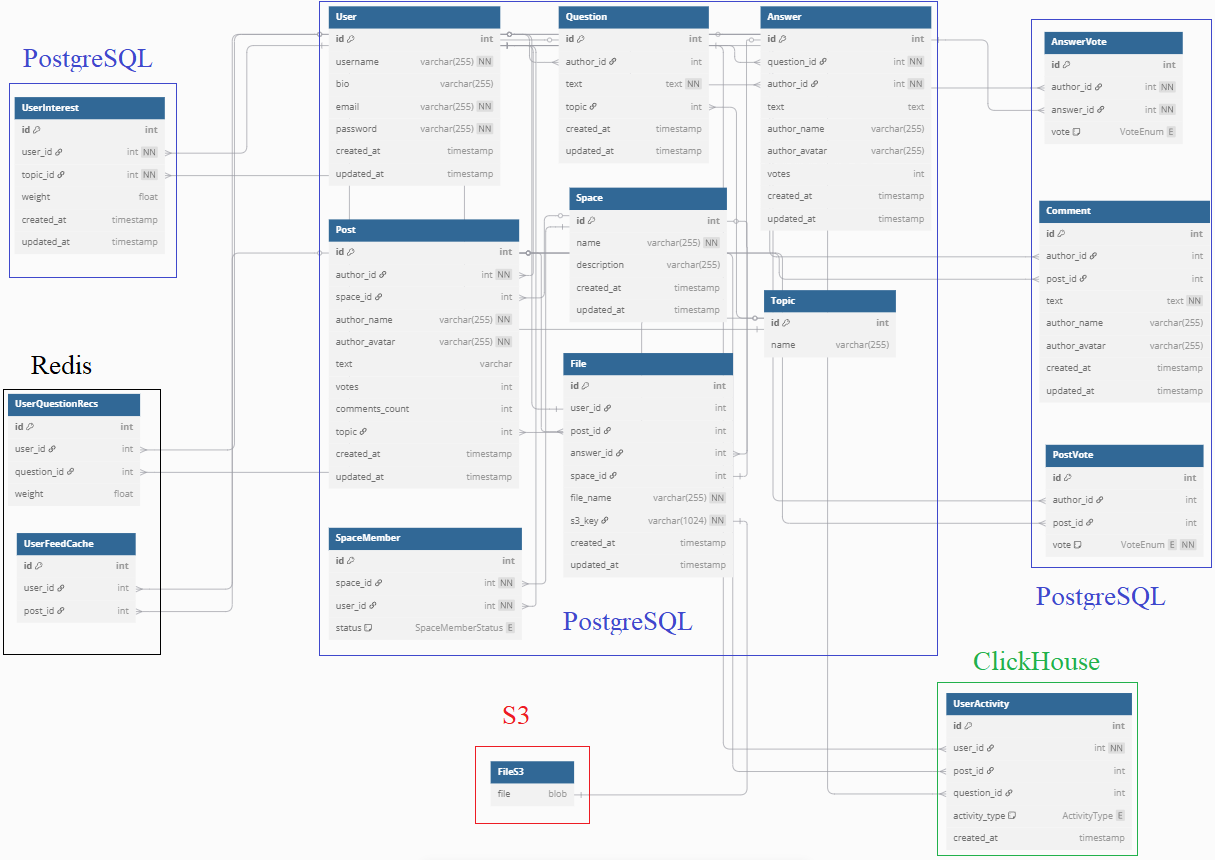 PostgreSQL
UserInterest
id int
user_id int NN
topic_id int NN
weight float
created_at timestamp
updated_at timestamp
Redis
UserQuestionRecs
id int
user_id int
question_id int
weight float
UserFeedCache
id int
user_id int
post_id int
User
id int
username varchar(255) NN
bio varchar(255)
email varchar(255) NN
password varchar(255) NN
created_at timestamp
updated_at timestamp
Post
id int
author_id int NN
space_id int
author_name varchar(255) NN
author_avatar varchar(255) NN
text varchar
votes int
comments_count int
topic int
created_at timestamp
updated_at timestamp
SpaceMember
id int
space_id int NN
user_id int NN
status SpaceMemberStatus E
Question
id int
author_id int
text text NN
topic int
created_at timestamp
updated_at timestamp
Space
id int
name varchar(255) NN
description varchar(255)
created_at timestamp
updated_at timestamp
File
id int
user_id int
post_id int
answer_id int
space_id int
file_name varchar(255) NN
s3_key varchar(1024) NN
created_at timestamp
updated_at timestamp
PostgreSQL
Answer
id int
question_id int NN
author_id int NN
text text
author_name varchar(255)
author_avatar varchar(255)
votes int
created_at timestamp
updated_at timestamp
Topic
id int
name varchar(255)
AnswerVote
id int
author_id int NN
answer_id int NN
vote VoteEnum E
Comment
id int
author_id int
post_id int
text text NN
author_name varchar(255)
author_avatar varchar(255)
created_at timestamp
updated_at timestamp
PostVote
id int
author_id int
post_id int
vote VoteEnum E NN
PostgreSQL
S3
FileS3
file blob
ClickHouse
UserActivity
id int
user_id int NN
post_id int
question_id int
activity_type ActivityType E
created_at timestamp